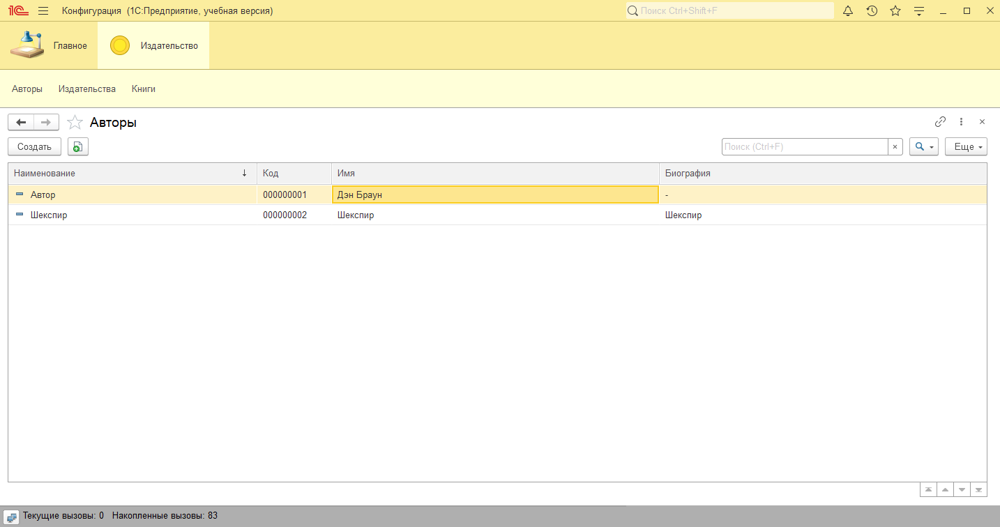 1С Конфигурация (1С:Предприятие, учебная версия) Поиск Ctrl+Shift+F
Главное Издательство
Авторы Издательства Книги
Авторы
Создать Поиск (Ctrl+F) × Еще
Наименование ↓ Код Имя Биография
Автор 000000001 Дэн Браун -
Шекспир 000000002 Шекспир Шекспир
Текущие вызовы: 0 Накопленные вызовы: 83